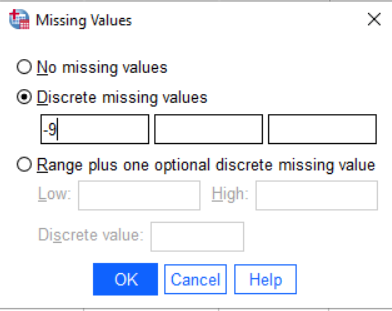 Missing Values
No missing values
Discrete missing values
-9
Range plus one optional discrete missing value
Low: High:
Discrete value:
OK Cancel Help